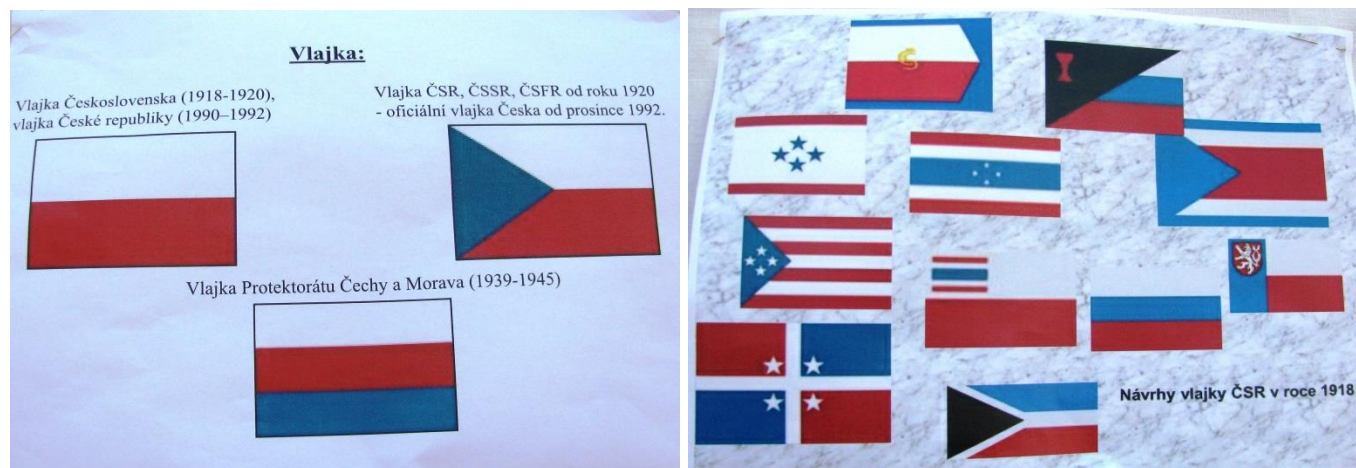 Vlajka:
Vlajka Československa (1918-1920),
vlajka České republiky (1990–1992)
Vlajka ČSR, ČSSR, ČSFR od roku 1920
- oficiální vlajka Česka od prosince 1992.
Vlajka Protektorátu Čechy a Morava (1939-1945)
Návrhy vlajky ČSR v roce 1918